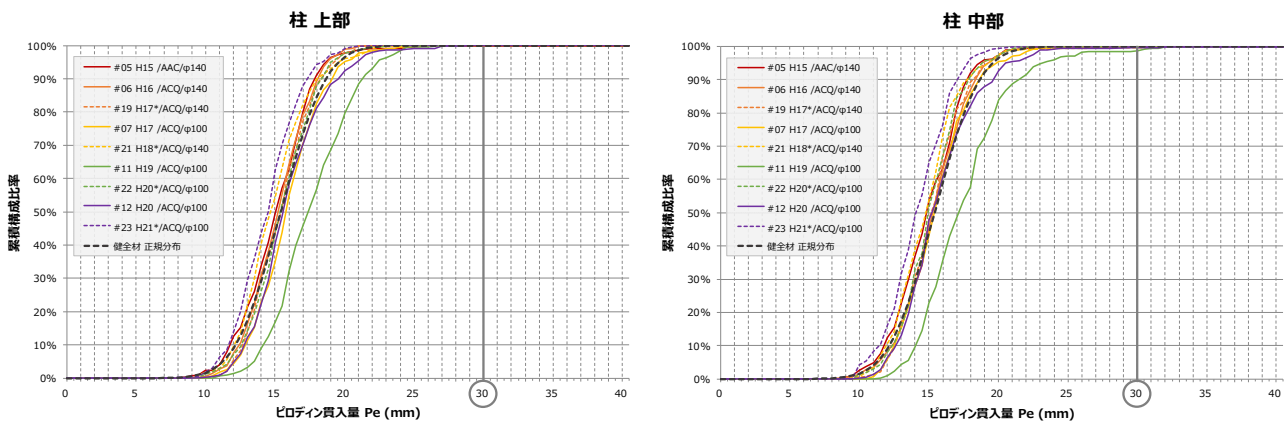 柱 上部
100%
90%
80%
70%
60%
50%
40%
30%
20%
10%
0%
累積構成比率
#05 H15 /AAC/φ140
#06 H16 /ACQ/φ140
#19 H17*/ACQ/φ140
#07 H17 /ACQ/φ100
#21 H18*/ACQ/φ140
#11 H19 /ACQ/φ100
#22 H20*/ACQ/φ100
#12 H20 /ACQ/φ100
#23 H21*/ACQ/φ100
健全材 正規分布
0 5 10 15 20 25 30 35 40
ピロディン貫入量 Pe (mm)
柱 中部
100%
90%
80%
70%
60%
50%
40%
30%
20%
10%
0%
累積構成比率
#05 H15 /AAC/φ140
#06 H16 /ACQ/φ140
#19 H17*/ACQ/φ140
#07 H17 /ACQ/φ100
#21 H18*/ACQ/φ140
#11 H19 /ACQ/φ100
#22 H20*/ACQ/φ100
#12 H20 /ACQ/φ100
#23 H21*/ACQ/φ100
健全材 正規分布
0 5 10 15 20 25 30 35 40
ピロディン貫入量 Pe (mm)